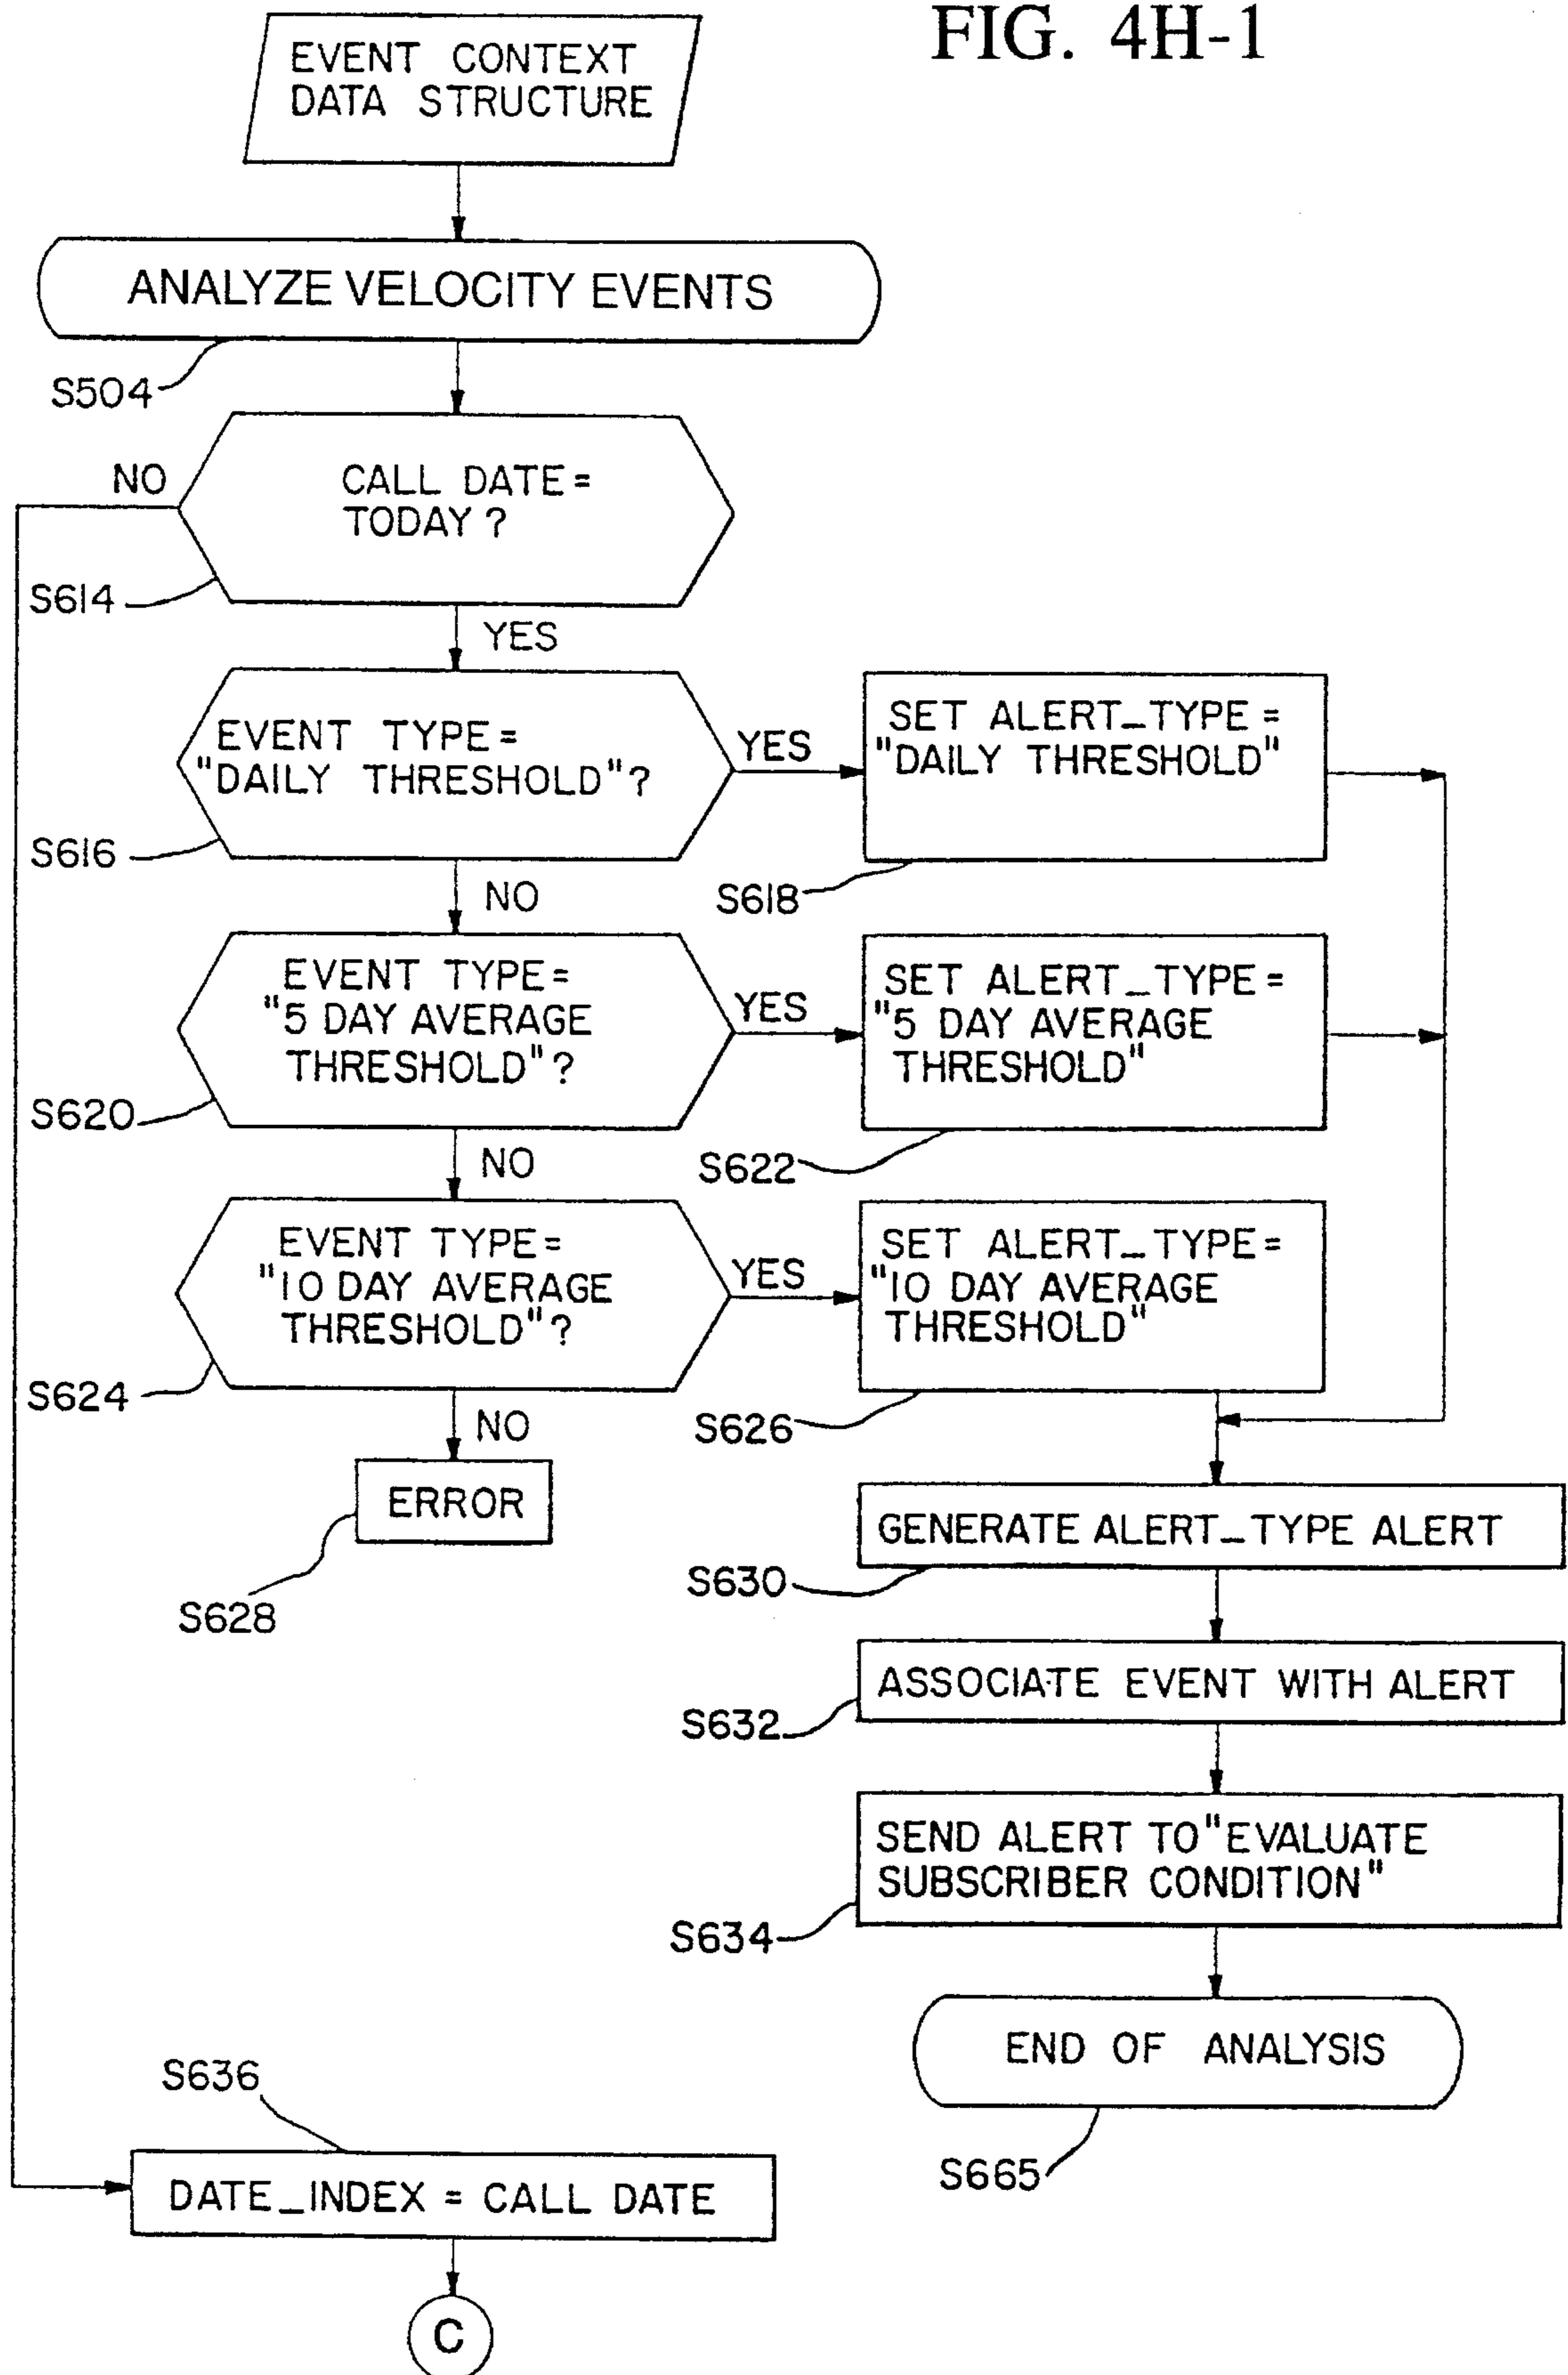 FIG. 4H-1
EVENT CONTEXT
DATA STRUCTURE
ANALYZE VELOCITY EVENTS
S504
NO
CALL DATE =
TODAY ?
S614
YES
EVENT TYPE =
"DAILY THRESHOLD"?
YES
SET ALERT_TYPE =
"DAILY THRESHOLD"
S616
S618
NO
EVENT TYPE =
"5 DAY AVERAGE
THRESHOLD"?
YES
SET ALERT_TYPE =
"5 DAY AVERAGE
THRESHOLD"
S620
S622
NO
EVENT TYPE =
"10 DAY AVERAGE
THRESHOLD"?
YES
SET ALERT_TYPE =
"10 DAY AVERAGE
THRESHOLD"
S624
S626
NO
ERROR
S628
GENERATE ALERT_TYPE ALERT
S630
ASSOCIATE EVENT WITH ALERT
S632
SEND ALERT TO "EVALUATE
SUBSCRIBER CONDITION"
S634
END OF ANALYSIS
S665
S636
DATE_INDEX = CALL DATE
C